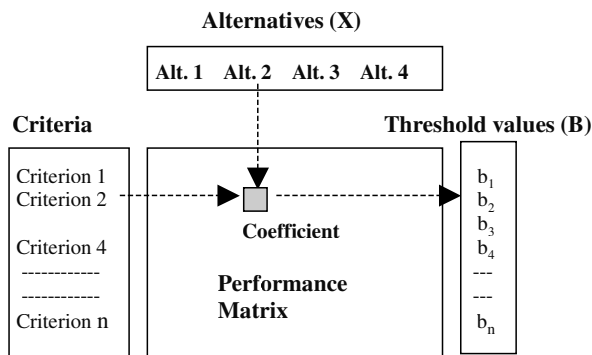 Alternatives (X)
Alt. 1 Alt. 2 Alt. 3 Alt. 4
Criteria
Threshold values (B)
Criterion 1
Criterion 2
Criterion 4
------------
------------
Criterion n
Coefficient
Performance
Matrix
b1
b2
b3
b4
---
---
bn